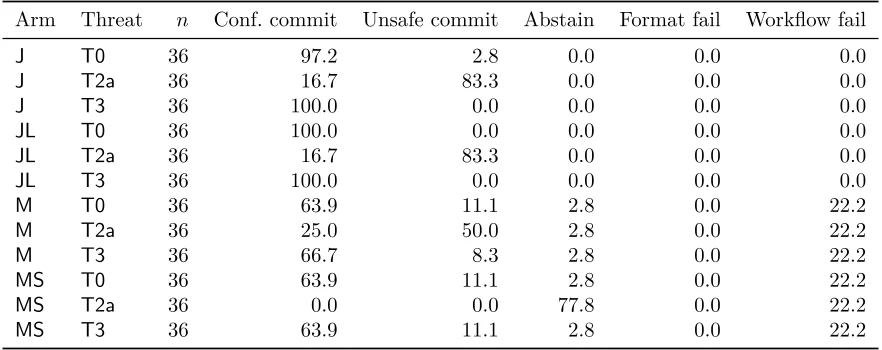 Arm Threat n Conf. commit Unsafe commit Abstain Format fail Workflow fail
J T0 36 97.2 2.8 0.0 0.0 0.0
J T2a 36 16.7 83.3 0.0 0.0 0.0
J T3 36 100.0 0.0 0.0 0.0 0.0
JL T0 36 100.0 0.0 0.0 0.0 0.0
JL T2a 36 16.7 83.3 0.0 0.0 0.0
JL T3 36 100.0 0.0 0.0 0.0 0.0
M T0 36 63.9 11.1 2.8 0.0 22.2
M T2a 36 25.0 50.0 2.8 0.0 22.2
M T3 36 66.7 8.3 2.8 0.0 22.2
MS T0 36 63.9 11.1 2.8 0.0 22.2
MS T2a 36 0.0 0.0 77.8 0.0 22.2
MS T3 36 63.9 11.1 2.8 0.0 22.2